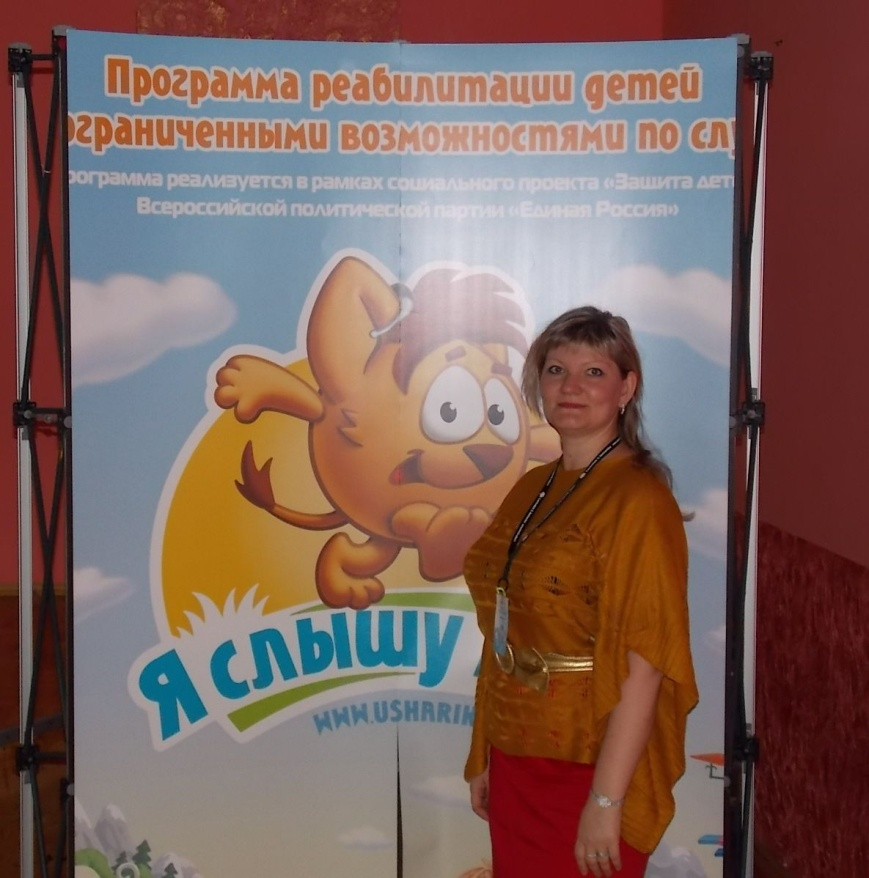 Программа реабилитации детей
ограниченными возможностями по слу
рограмма реализуется в рамках социального проекта «Защита дет
Всероссийской политической партии «Единая Россия»
Я слышу
WWW.USHARIK